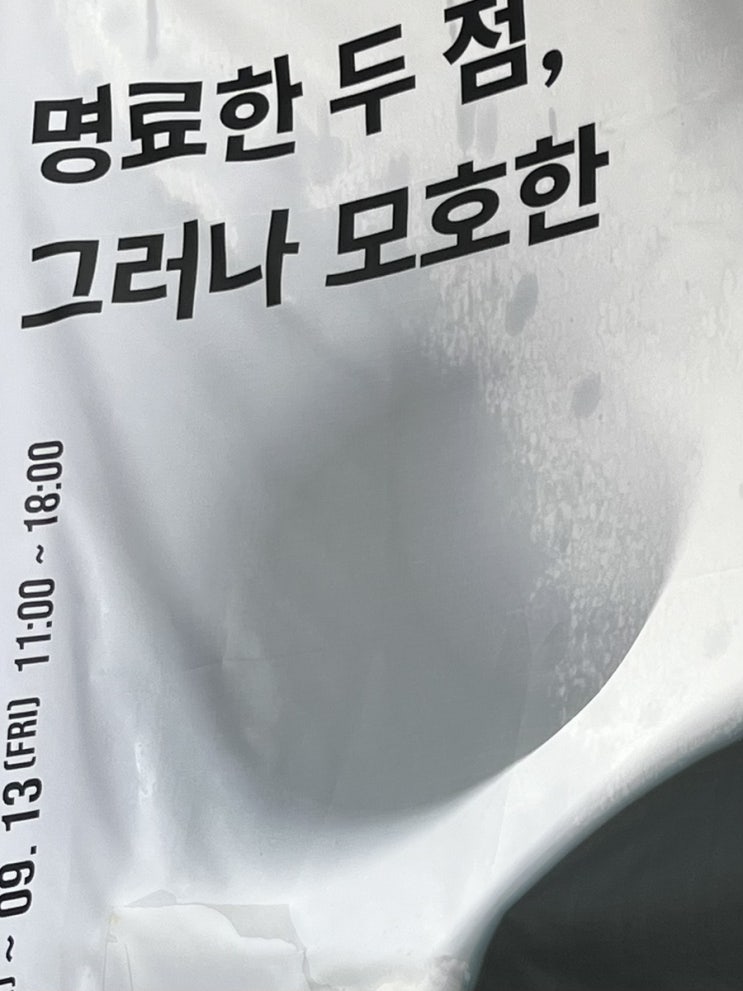 명료한 두 점,
그러나 모호한
~ 09. 13 (FRI) 11:00 ~ 18:00